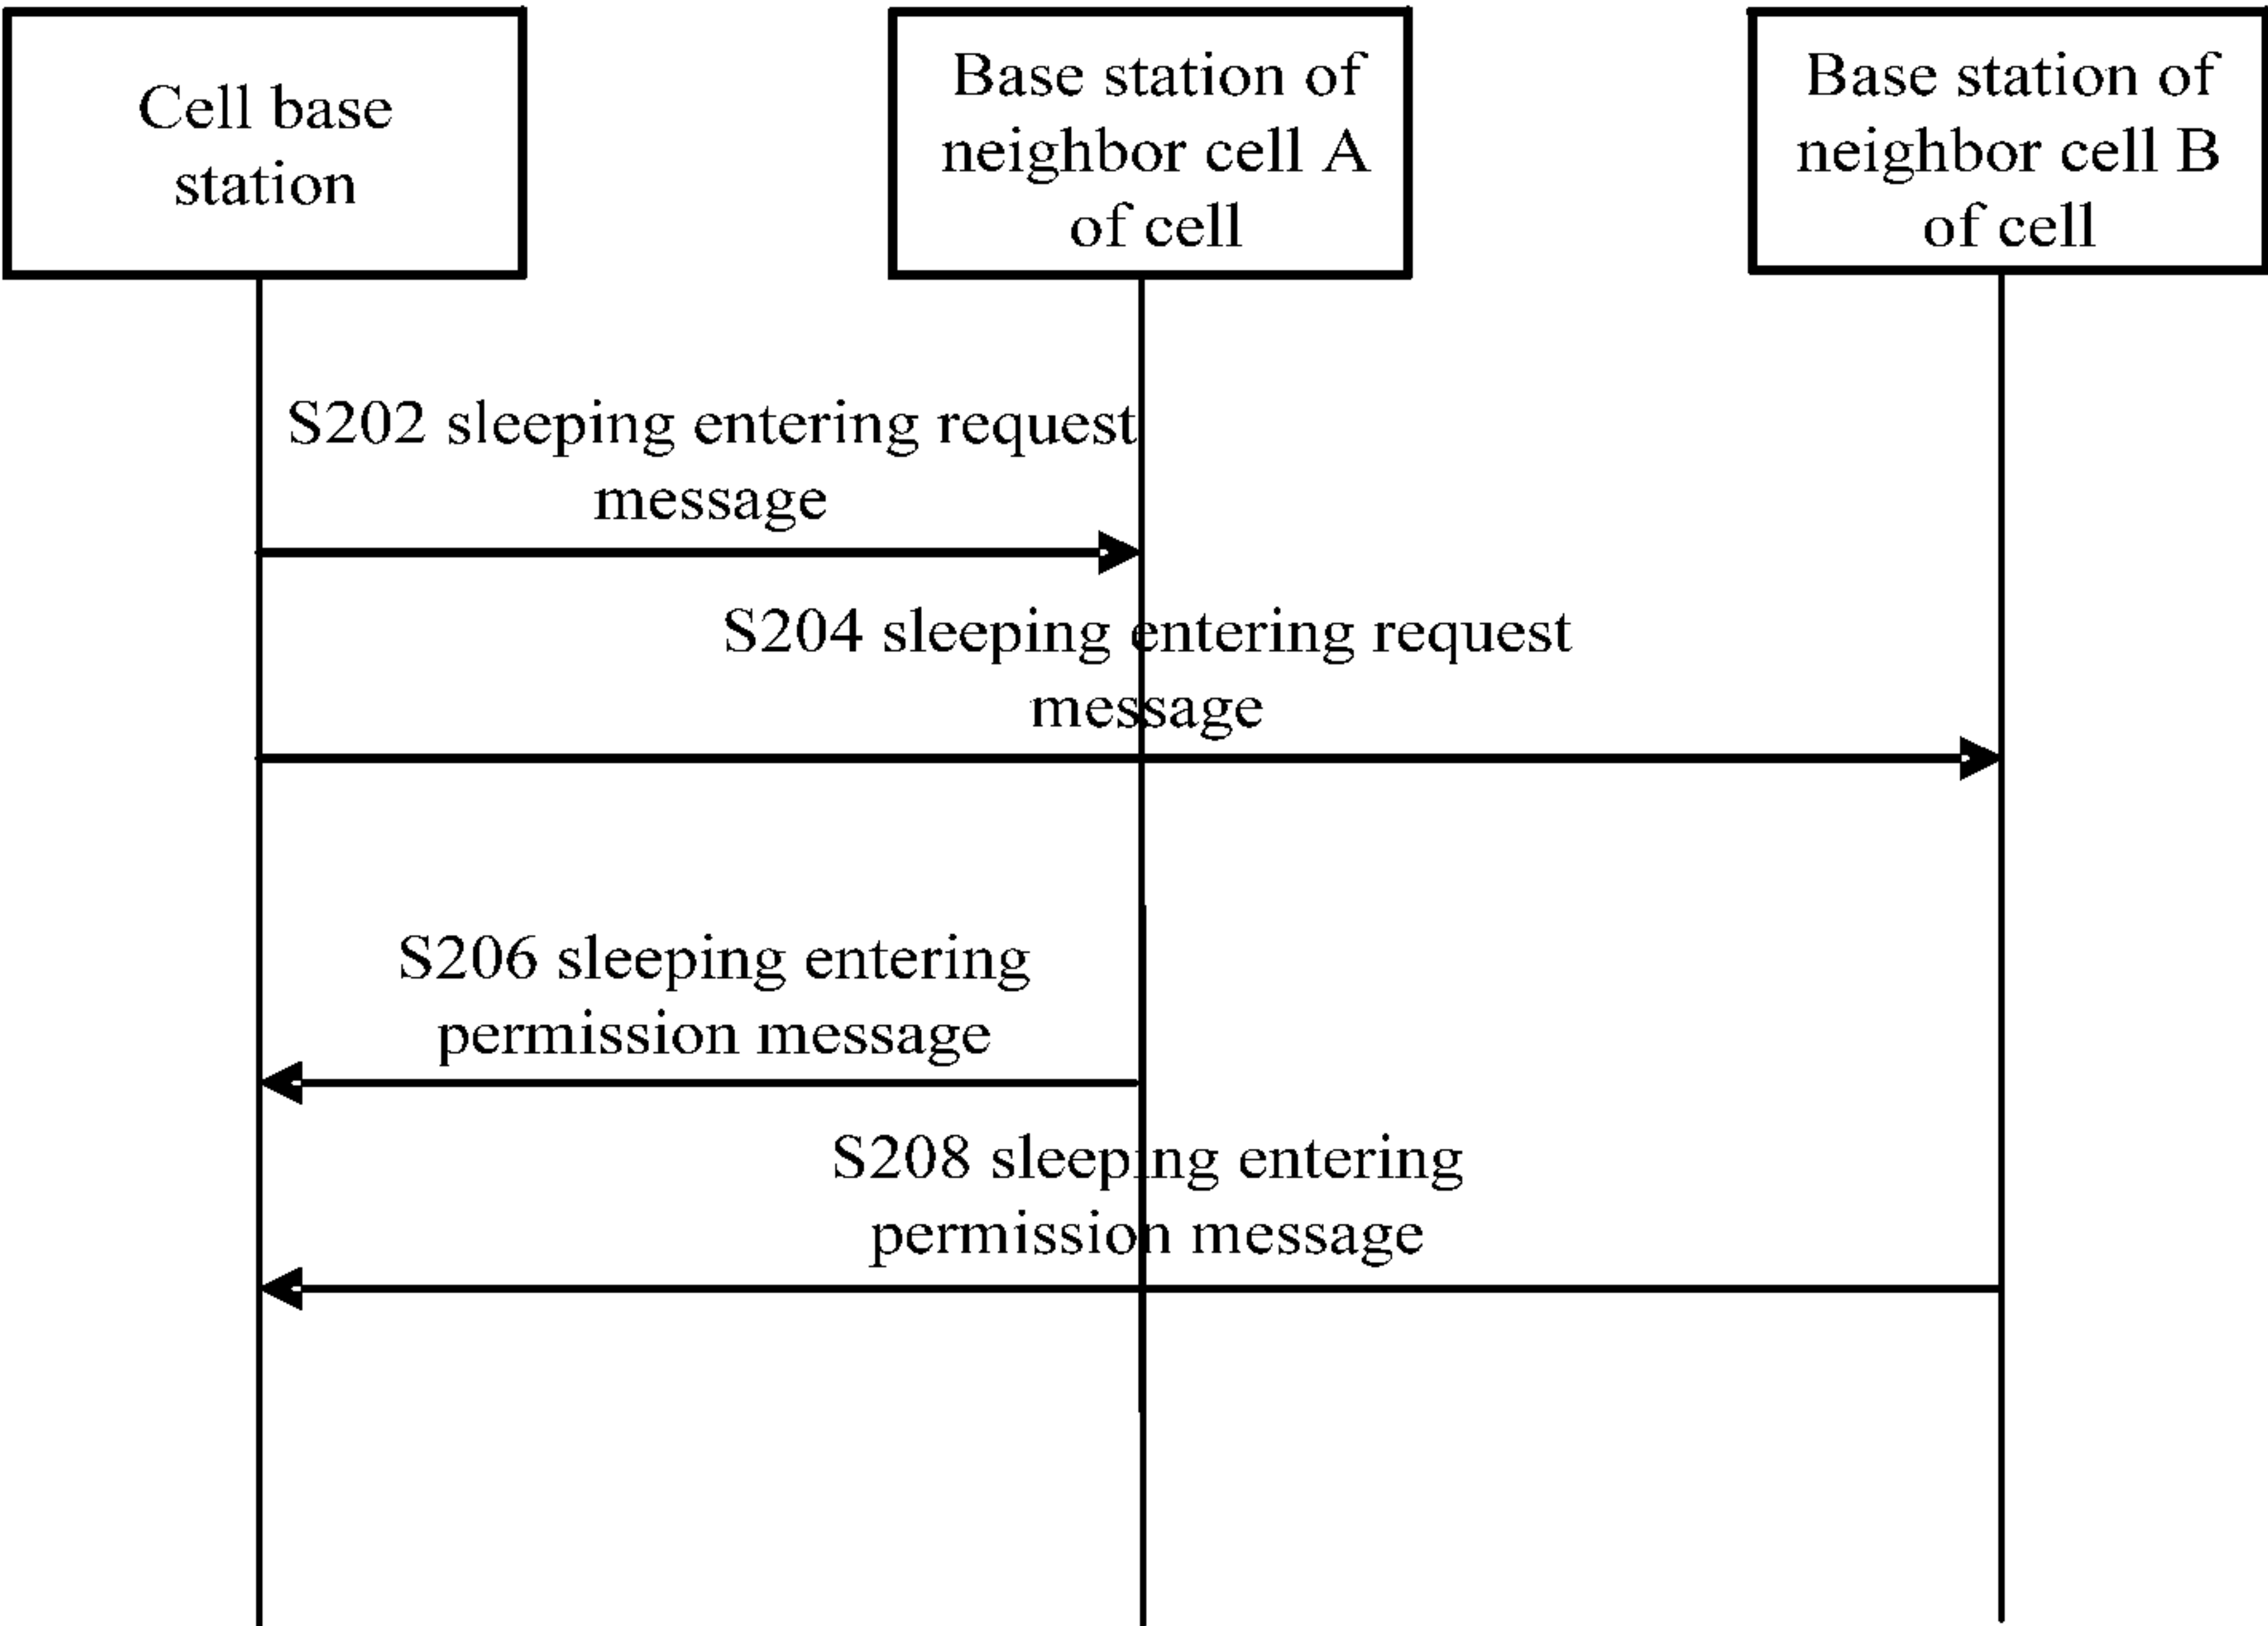 Cell base
station
Base station of
neighbor cell A
of cell
Base station of
neighbor cell B
of cell
S202 sleeping entering request
message
S204 sleeping entering request
message
S206 sleeping entering
permission message
S208 sleeping entering
permission message